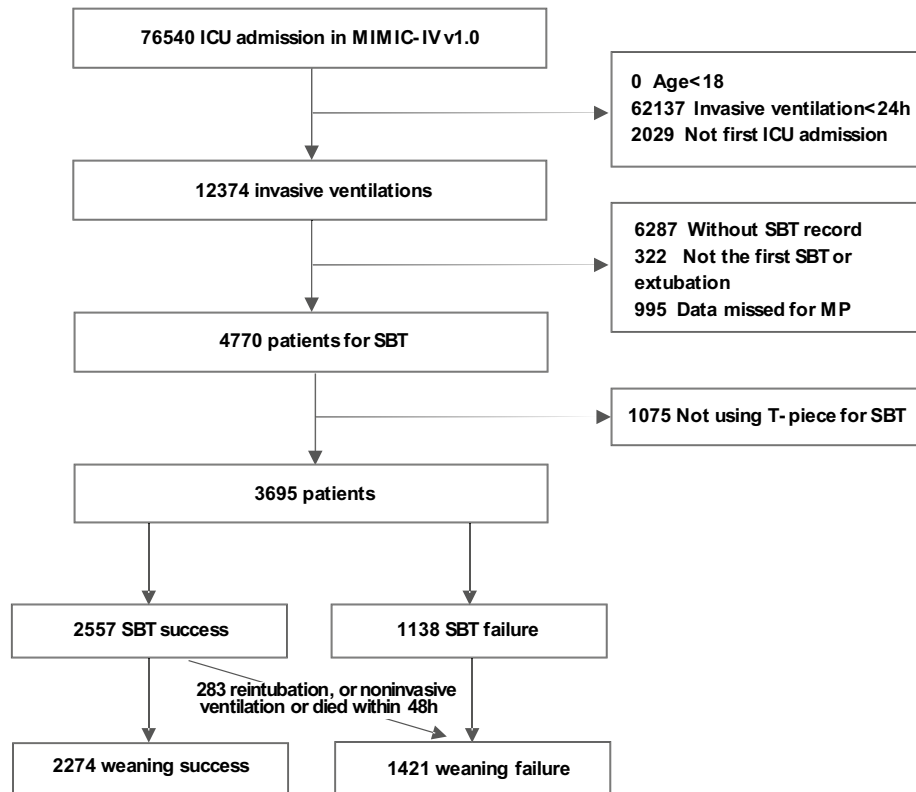 76540 ICU admission in MIMIC-IV v1.0
0 Age<18
62137 Invasive ventilation<24h
2029 Not first ICU admission
12374 invasive ventilations
6287 Without SBT record
322 Not the first SBT or
extubation
995 Data missed for MP
4770 patients for SBT
1075 Not using T-piece for SBT
3695 patients
2557 SBT success
1138 SBT failure
283 reintubation, or noninvasive
ventilation or died within 48h
2274 weaning success
1421 weaning failure